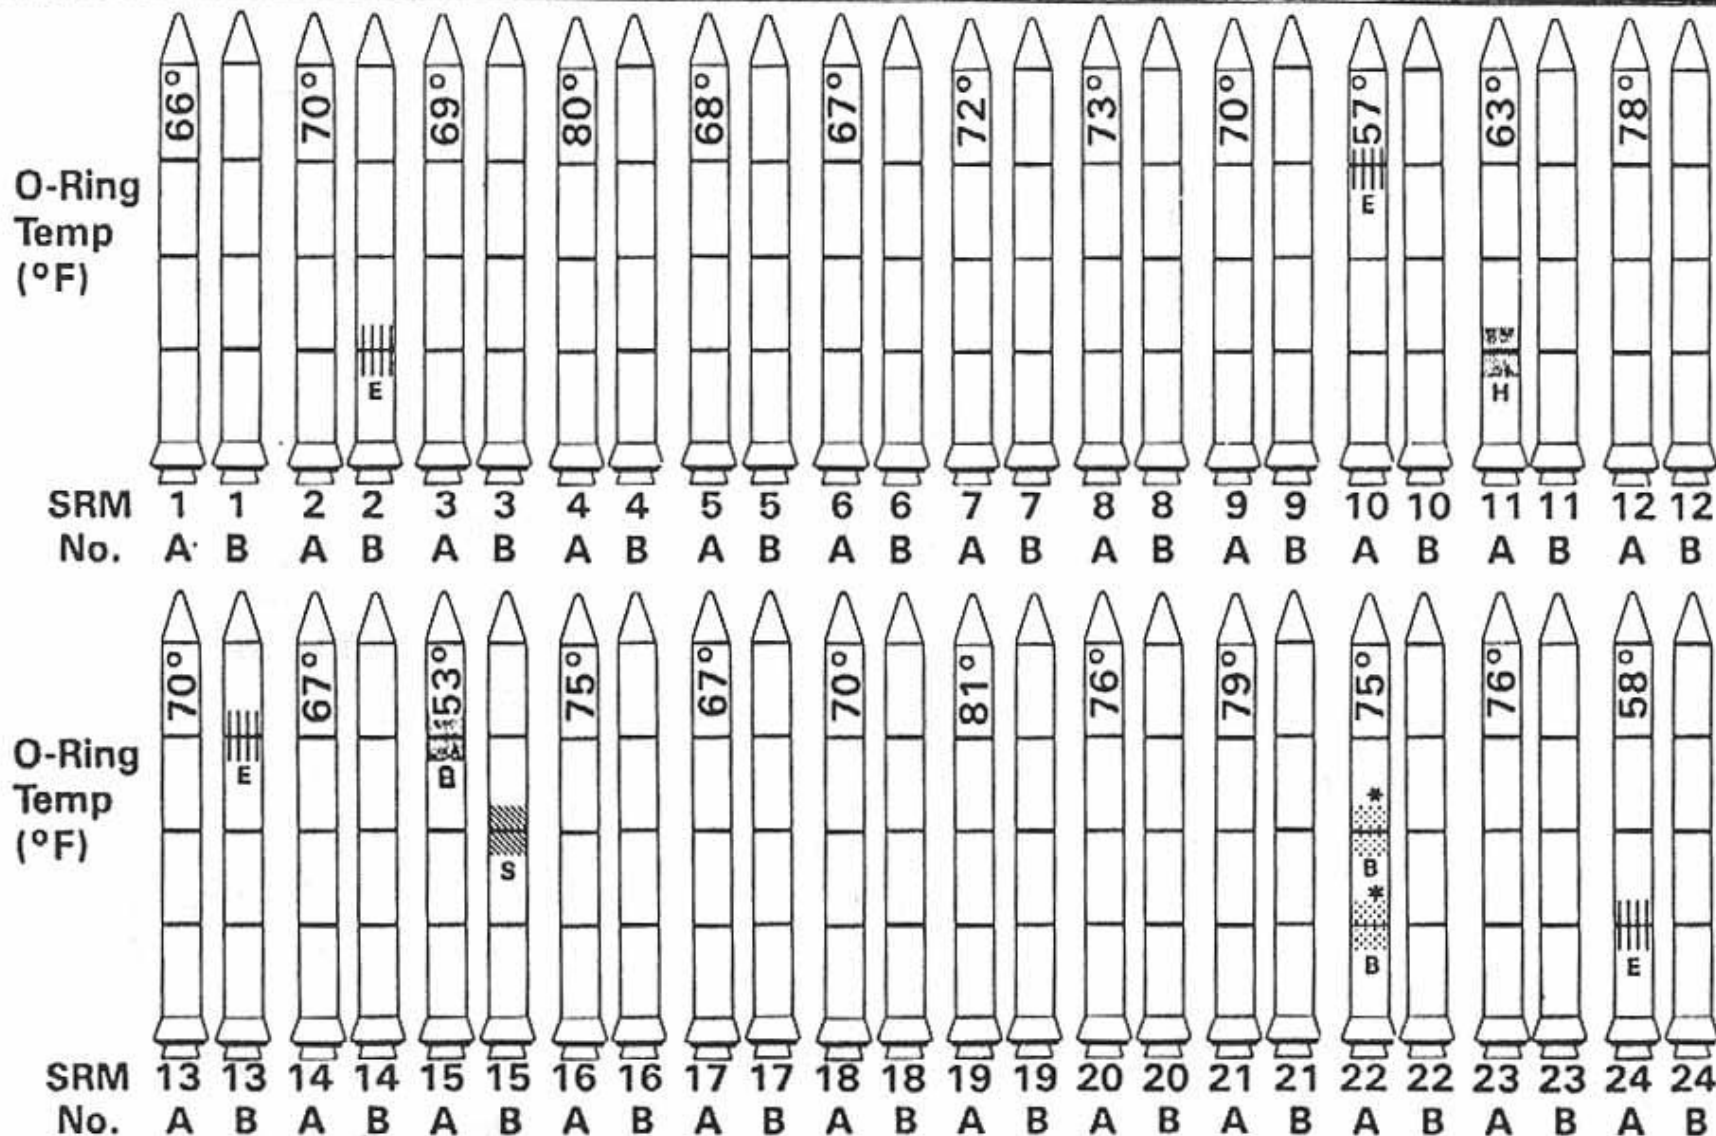 66° 70° 69° 80° 68° 67° 72° 73° 70° 57° 63° 78°
O-Ring
Temp
(°F)
E
E
H
SRM 1 1 2 2 3 3 4 4 5 5 6 6 7 7 8 8 9 9 10 10 11 11 12 12
No. A B A B A B A B A B A B A B A B A B A B A B A B
70° 67° 53° 75° 67° 70° 81° 76° 79° 75° 76° 58°
O-Ring
Temp
(°F)
E
B
*
S
B
*
B
E
SRM 13 13 14 14 15 15 16 16 17 17 18 18 19 19 20 20 21 21 22 22 23 23 24 24
No. A B A B A B A B A B A B A B A B A B A B A B A B